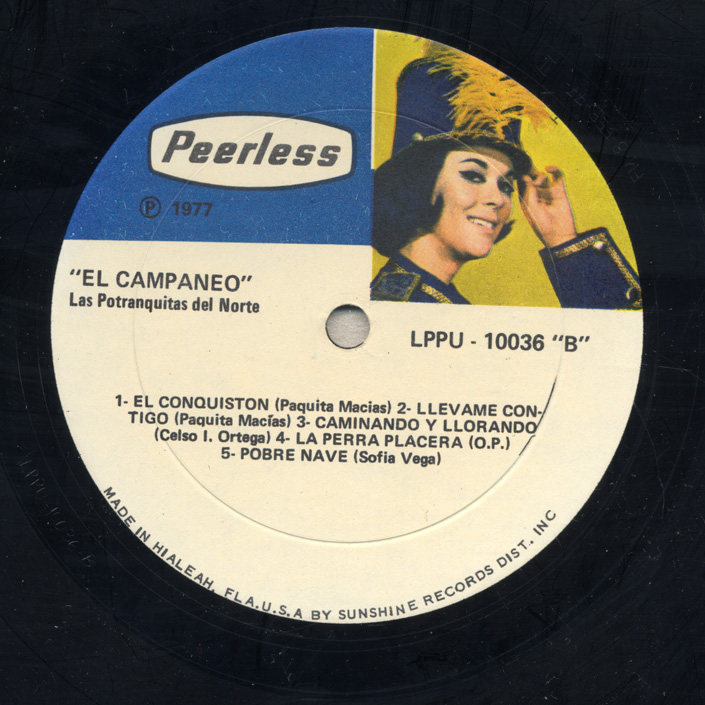 Peerless
℗ 1977
"EL CAMPANEO"
Las Potranquitas del Norte
LPPU - 10036 "B"
1- EL CONQUISTON (Paquita Macias) 2- LLEVAME CON-
TIGO (Paquita Macías) 3- CAMINANDO Y LLORANDO
(Celso I. Ortega) 4- LA PERRA PLACERA (O.P.)
5- POBRE NAVE (Sofia Vega)
MADE IN HIALEAH, FLA.U.S.A BY SUNSHINE RECORDS DIST. INC